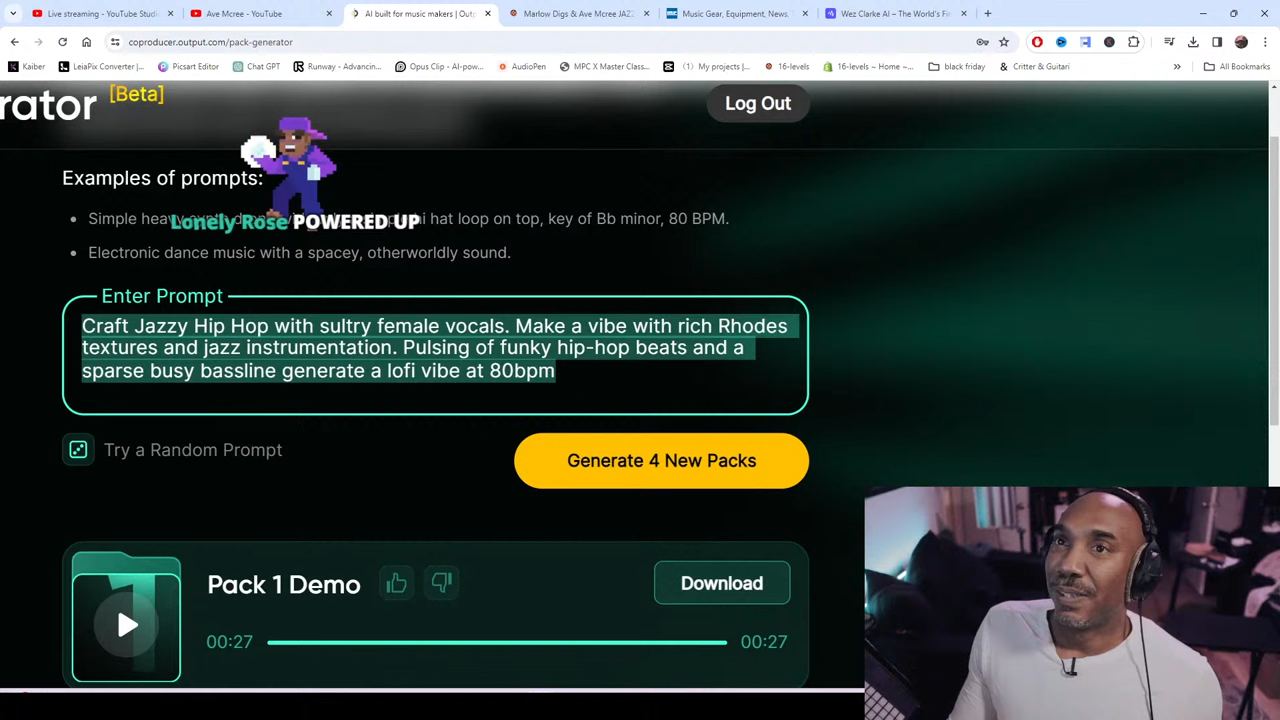 Live streaming - YouTube Studi
Ave Mcree - YouTube
AI built for music makers | Outp
Marlow Digs & Ave Mcree JAZZ
Music Gear, Equipment, News,
Wez Clarke AI – The World's Fi
coproducer.output.com/pack-generator
Kaiber
LeiaPix Converter |...
Picsart Editor
Chat GPT
Runway - Advancin...
Opus Clip - AI-pow...
AudioPen
MPC X Master Class...
(1) My projects |...
16-levels
16-levels ~ Home ~...
black friday
Critter & Guitari
All Bookmarks
rator [Beta]
Log Out
Examples of prompts:
Simple hea hi hat loop on top, key of Bb minor, 80 BPM.
Lonely Rose POWERED UP
Electronic dance music with a spacey, otherworldly sound.
Enter Prompt
Craft Jazzy Hip Hop with sultry female vocals. Make a vibe with rich Rhodes
textures and jazz instrumentation. Pulsing of funky hip-hop beats and a
sparse busy bassline generate a lofi vibe at 80bpm
Try a Random Prompt
Generate 4 New Packs
1
Pack 1 Demo
Download
00:27
00:27